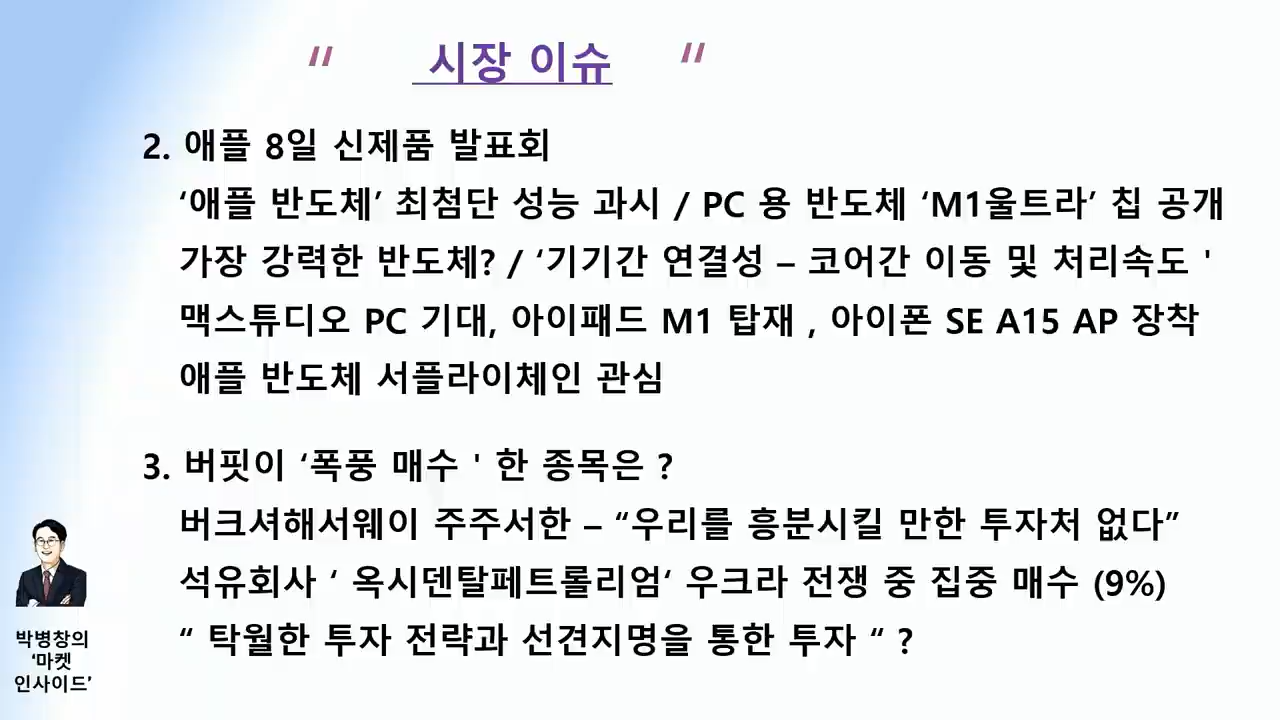 “ 시장 이슈 “
2. 애플 8일 신제품 발표회
‘애플 반도체’ 최첨단 성능 과시 / PC 용 반도체 ‘M1울트라’ 칩 공개
가장 강력한 반도체? / ‘기기간 연결성 – 코어간 이동 및 처리속도 '
맥스튜디오 PC 기대, 아이패드 M1 탑재 , 아이폰 SE A15 AP 장착
애플 반도체 서플라이체인 관심
3. 버핏이 ‘폭풍 매수 ' 한 종목은 ?
버크셔해서웨이 주주서한 – “우리를 흥분시킬 만한 투자처 없다”
석유회사 ‘ 옥시덴탈페트롤리엄‘ 우크라 전쟁 중 집중 매수 (9%)
“ 탁월한 투자 전략과 선견지명을 통한 투자 “ ?
박병창의
‘마켓
인사이드’